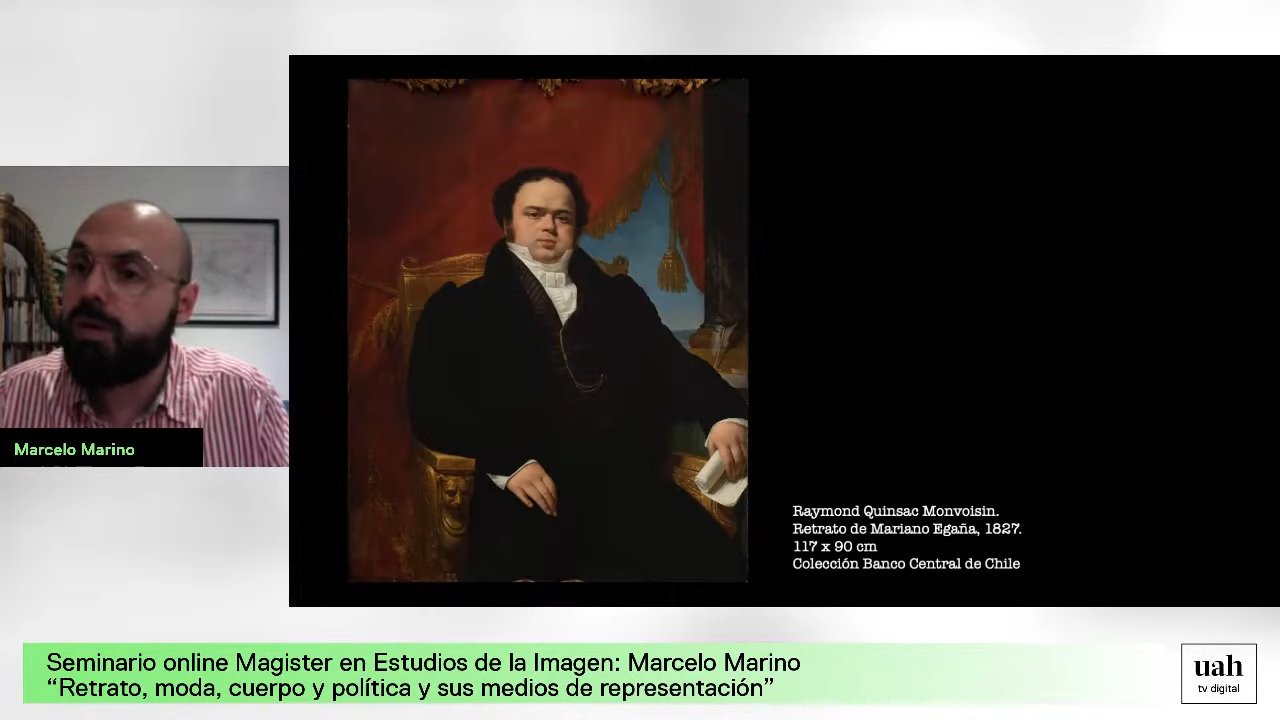 Marcelo Marino
Raymond Quinsac Monvoisin.
Retrato de Mariano Egaña, 1827.
117 x 90 cm
Colección Banco Central de Chile
Seminario online Magister en Estudios de la Imagen: Marcelo Marino
“Retrato, moda, cuerpo y política y sus medios de representación”
uah
tv digital